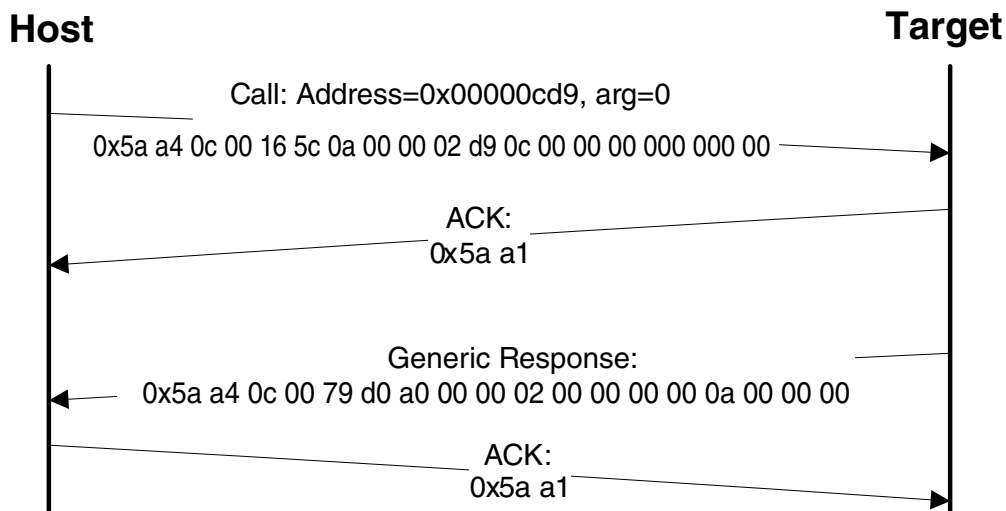 Host
Target
Call: Address=0x00000cd9, arg=0
0x5a a4 0c 00 16 5c 0a 00 00 02 d9 0c 00 00 00 000 000 00
ACK:
0x5a a1
Generic Response:
0x5a a4 0c 00 79 d0 a0 00 00 02 00 00 00 00 0a 00 00 00
ACK:
0x5a a1